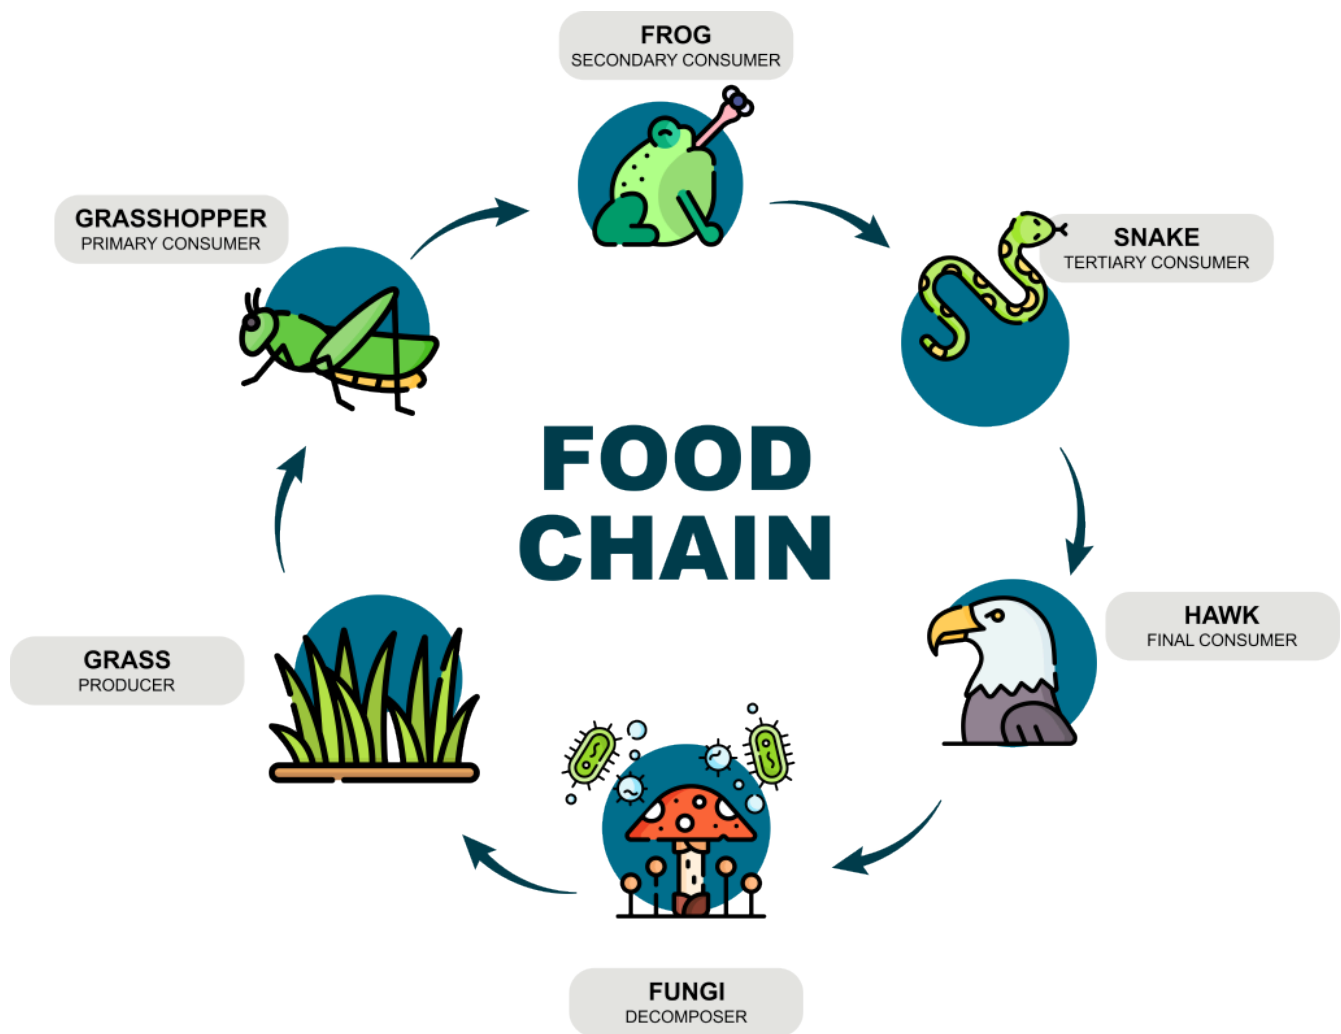 FROG
SECONDARY CONSUMER
GRASSHOPPER
PRIMARY CONSUMER
SNAKE
TERTIARY CONSUMER
FOOD
CHAIN
HAWK
FINAL CONSUMER
GRASS
PRODUCER
FUNGI
DECOMPOSER